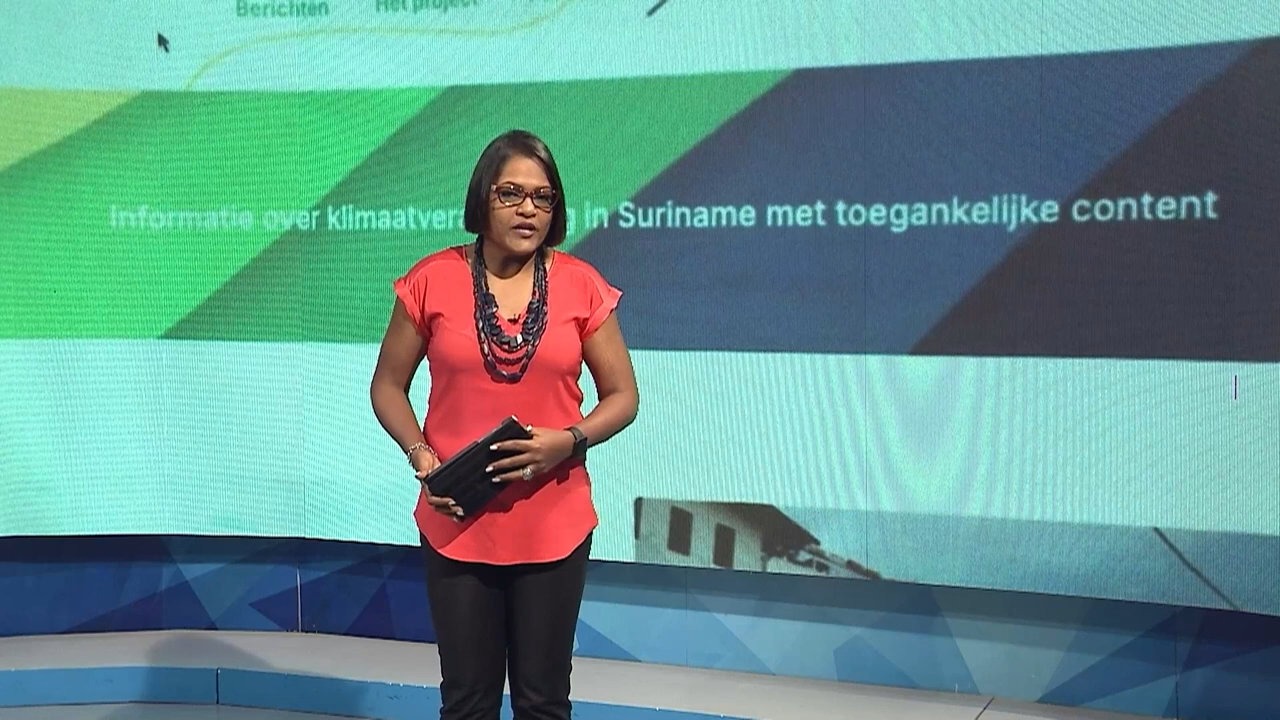 Berichten Het project
Informatie over klimaatvera g in Suriname met toegankelijke content